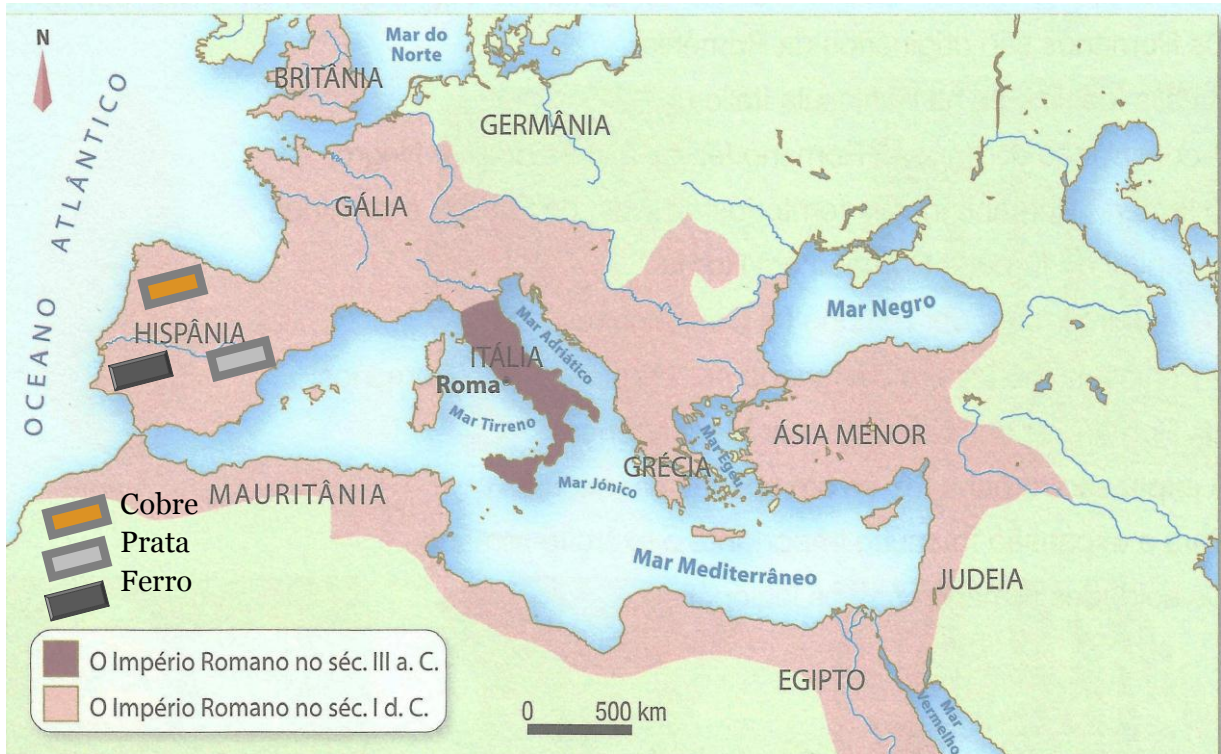 N
Mar do
Norte
BRITÂNIA
GERMÂNIA
OCEANO ATLÂNTICO
GÁLIA
HISPÂNIA
Mar Negro
Mar Adriático
ITÁLIA
Roma
Mar Tirreno
ÁSIA MENOR
GRÉCIA
Mar Egeu
Mar Jónico
MAURITÂNIA
Mar Mediterrâneo
JUDEIA
EGIPTO
Mar
Vermelho
Cobre
Prata
Ferro
O Império Romano no séc. III a. C.
O Império Romano no séc. I d. C.
0 500 km